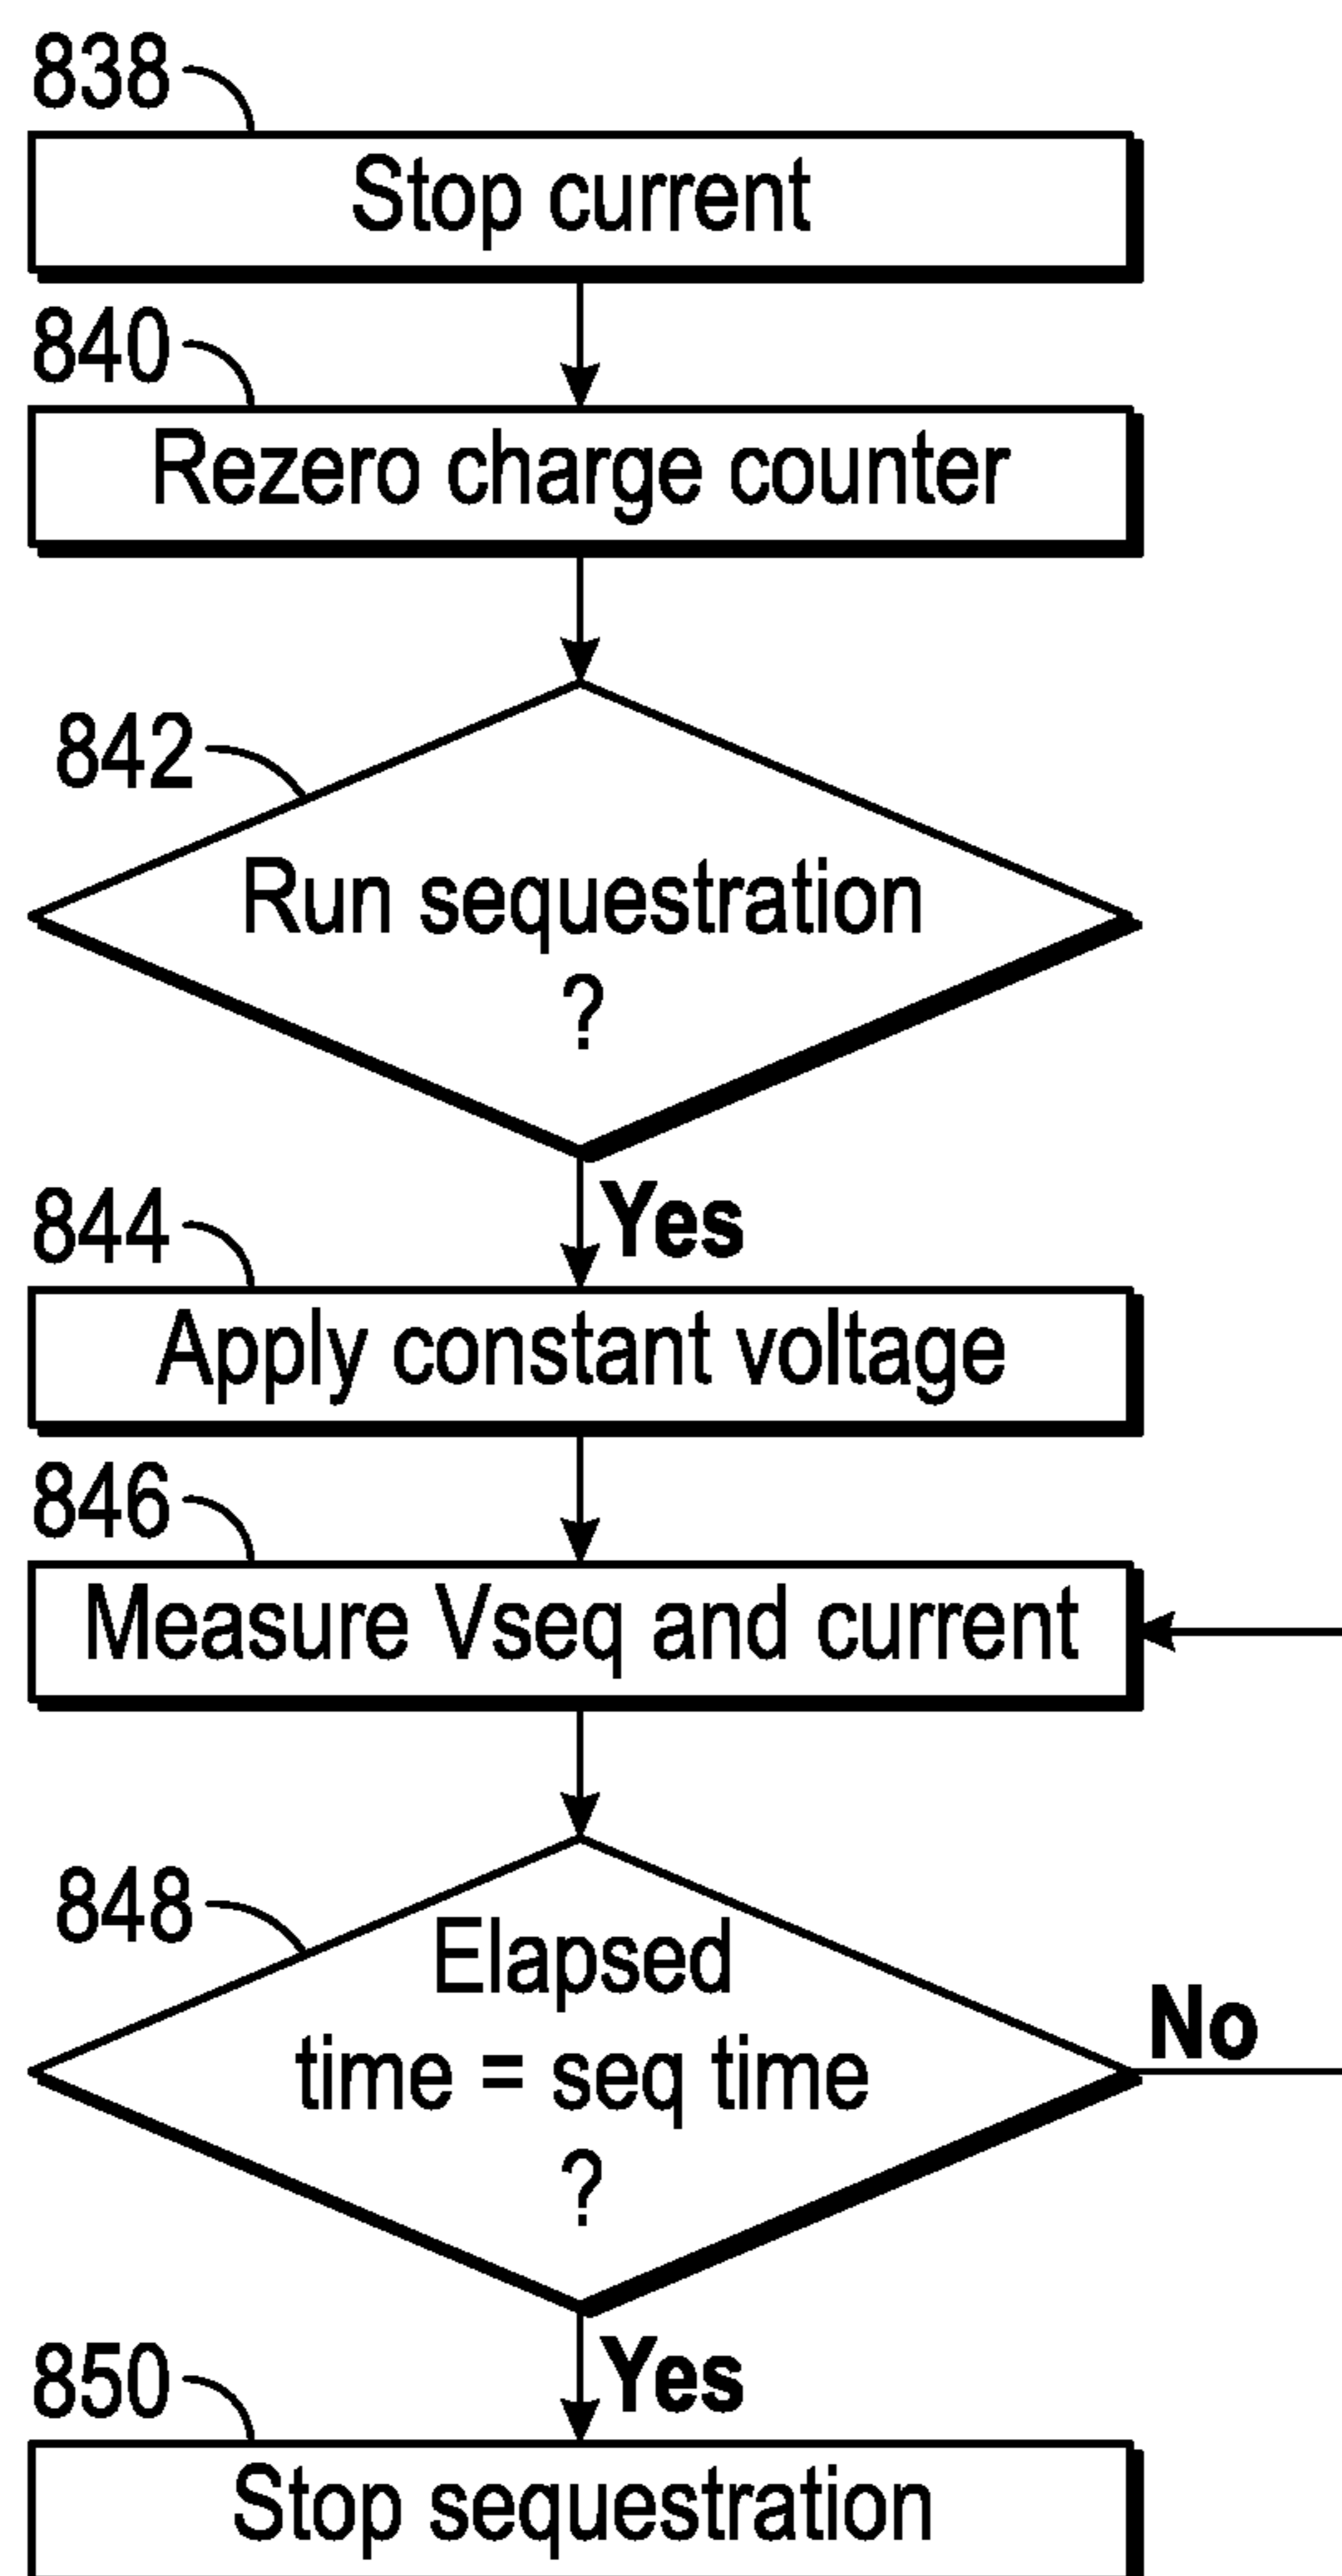 838
Stop current
840
Rezero charge counter
842
Run sequestration
?
Yes
844
Apply constant voltage
846
Measure Vseq and current
848
Elapsed
time = seq time
?
No
Yes
850
Stop sequestration